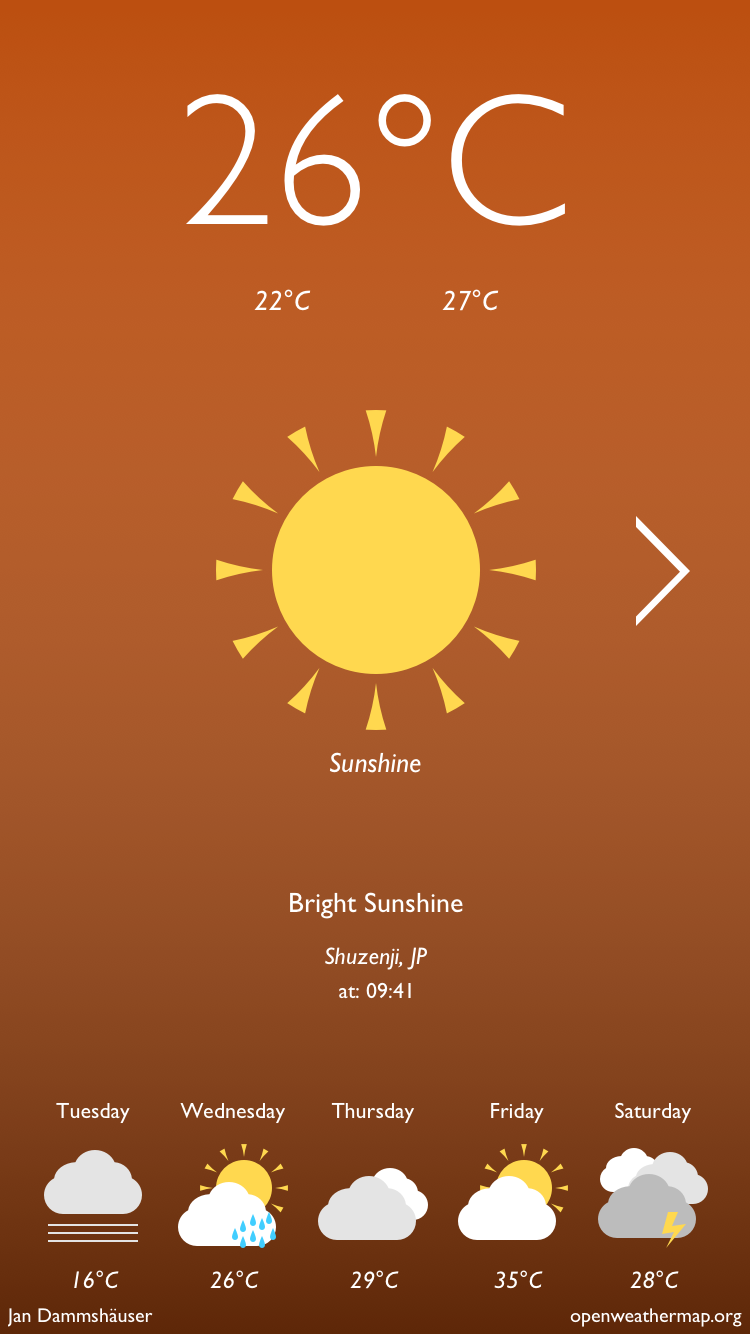 26°C
22°C 27°C
Sunshine
Bright Sunshine
Shuzenji, JP
at: 09:41
Tuesday Wednesday Thursday Friday Saturday
16°C 26°C 29°C 35°C 28°C
Jan Dammshäuser openweathermap.org